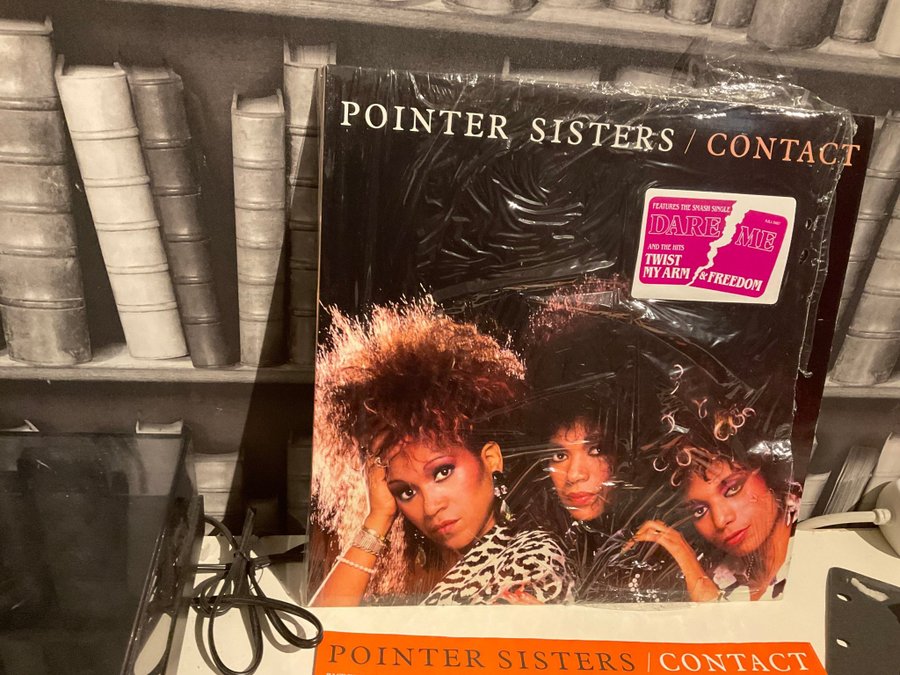 POINTER SISTERS / CONTACT
FEATURES THE SMASH SINGLE
DARE ME
AND THE HITS
TWIST
MY ARM & FREEDOM
POINTER SISTERS / CONTACT